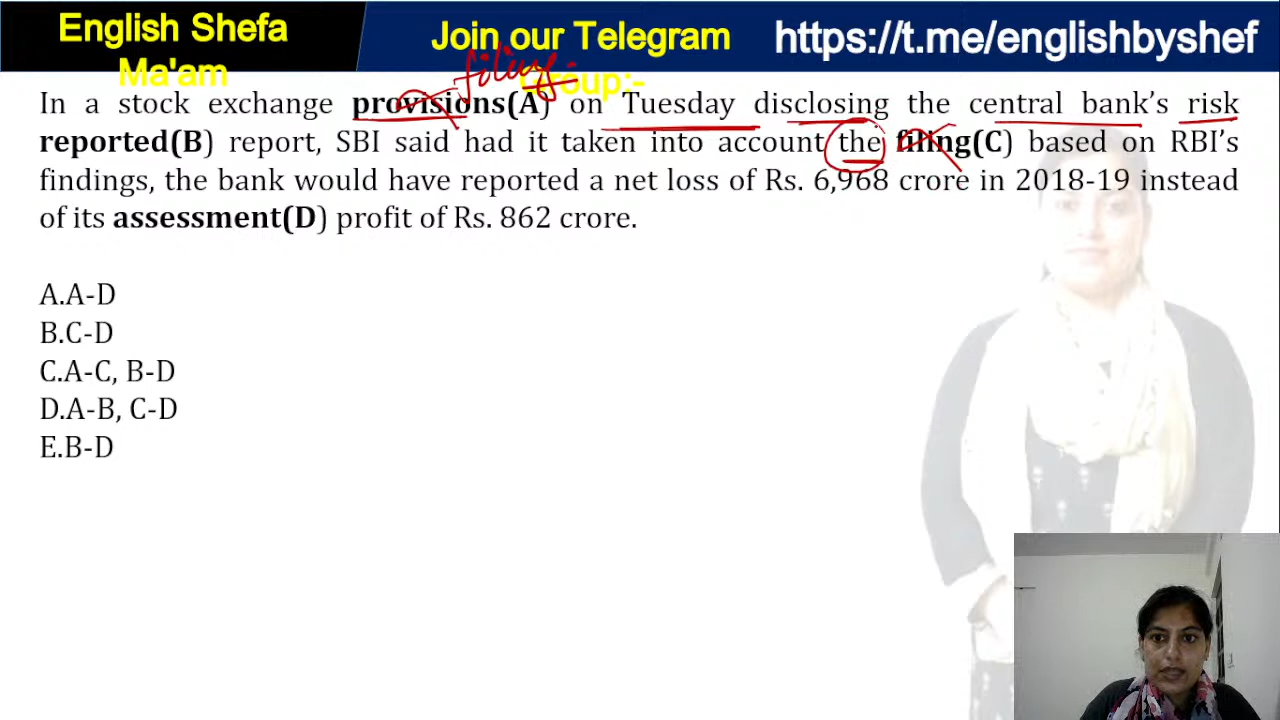 English Shefa Ma'am
Join our Telegram Group:-
https://t.me/englishbyshef
filing
In a stock exchange provisions(A) on Tuesday disclosing the central bank’s risk
reported(B) report, SBI said had it taken into account the filing(C) based on RBI’s
findings, the bank would have reported a net loss of Rs. 6,968 crore in 2018-19 instead
of its assessment(D) profit of Rs. 862 crore.
A.A-D
B.C-D
C.A-C, B-D
D.A-B, C-D
E.B-D